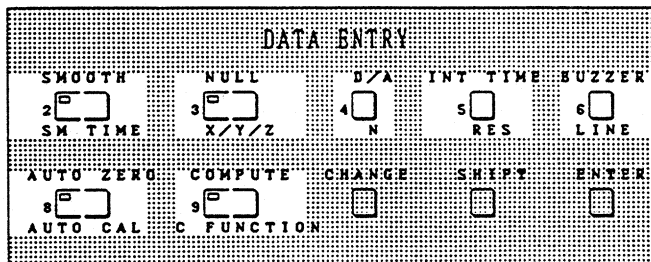 DATA ENTRY
SMOOTH NULL D/A INT TIME BUZZER
2 3 4 5 6
SM TIME X/Y/Z N RES LINE
AUTO ZERO COMPUTE CHANGE SHIFT ENTER
8 9
AUTO CAL C FUNCTION